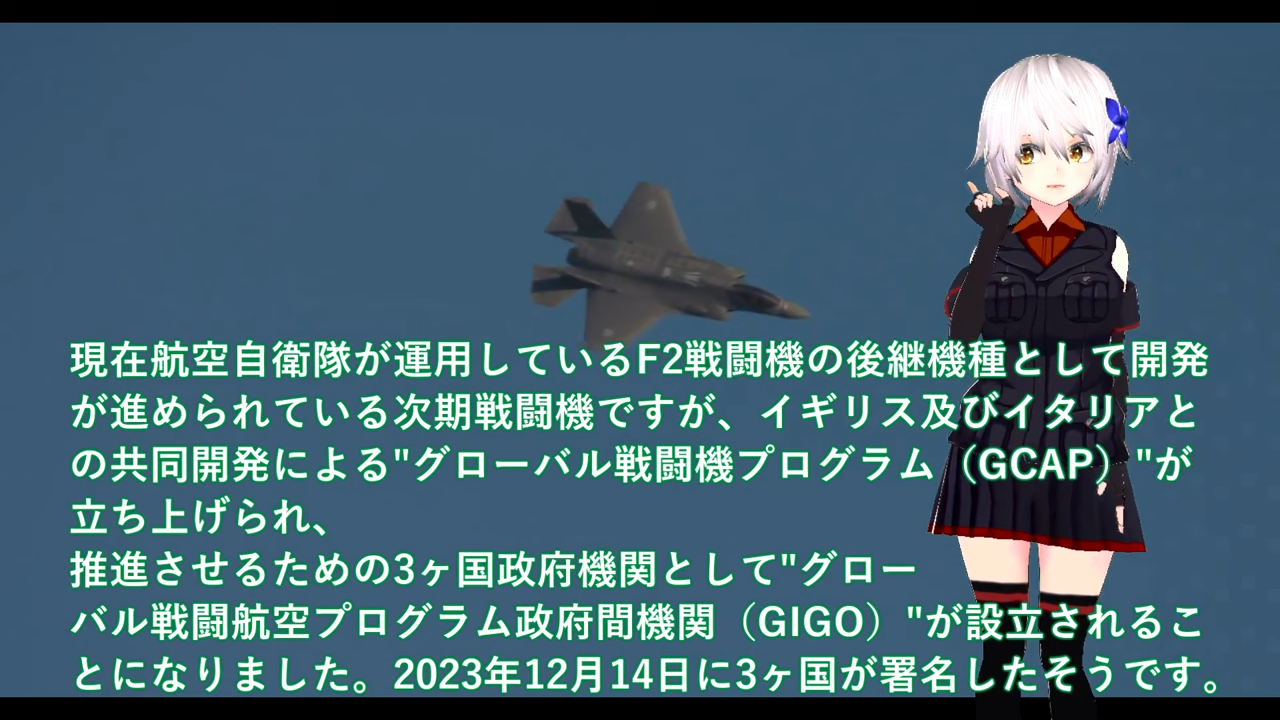 現在航空自衛隊が運用しているF2戦闘機の後継機種として開発
が進められている次期戦闘機ですが、イギリス及びイタリアと
の共同開発による"グローバル戦闘機プログラム（GCAP）"が
立ち上げられ、
推進させるための3ヶ国政府機関として"グロー
バル戦闘航空プログラム政府間機関（GIGO）"が設立されるこ
とになりました。2023年12月14日に3ヶ国が署名したそうです。